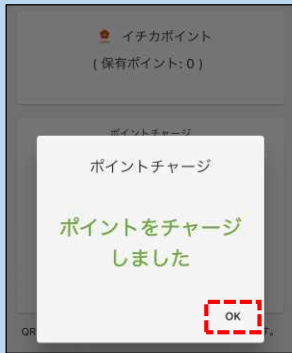 イチカポイント
(保有ポイント: 0 )
ポイントチャージ
ポイントチャージ
ポイントをチャージ
しました
OK
QR
す。